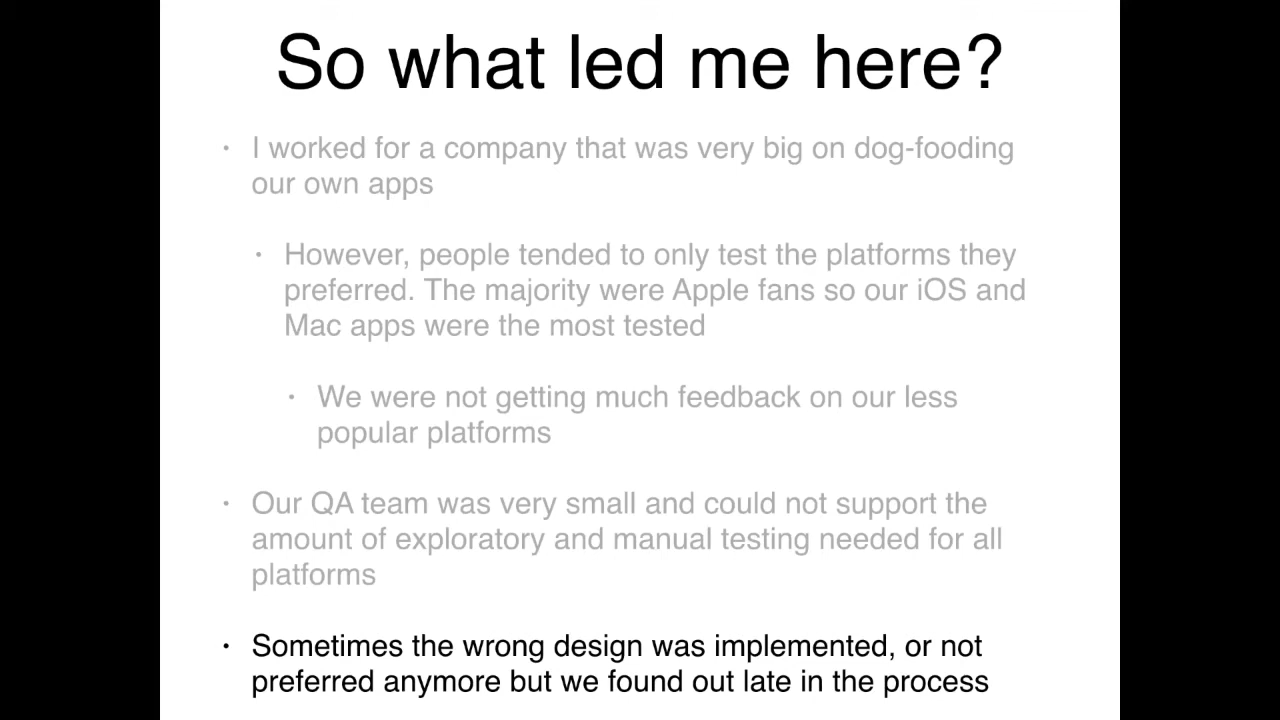 So what led me here?
• I worked for a company that was very big on dog-fooding
our own apps
• However, people tended to only test the platforms they
preferred. The majority were Apple fans so our iOS and
Mac apps were the most tested
• We were not getting much feedback on our less
popular platforms
• Our QA team was very small and could not support the
amount of exploratory and manual testing needed for all
platforms
• Sometimes the wrong design was implemented, or not
preferred anymore but we found out late in the process